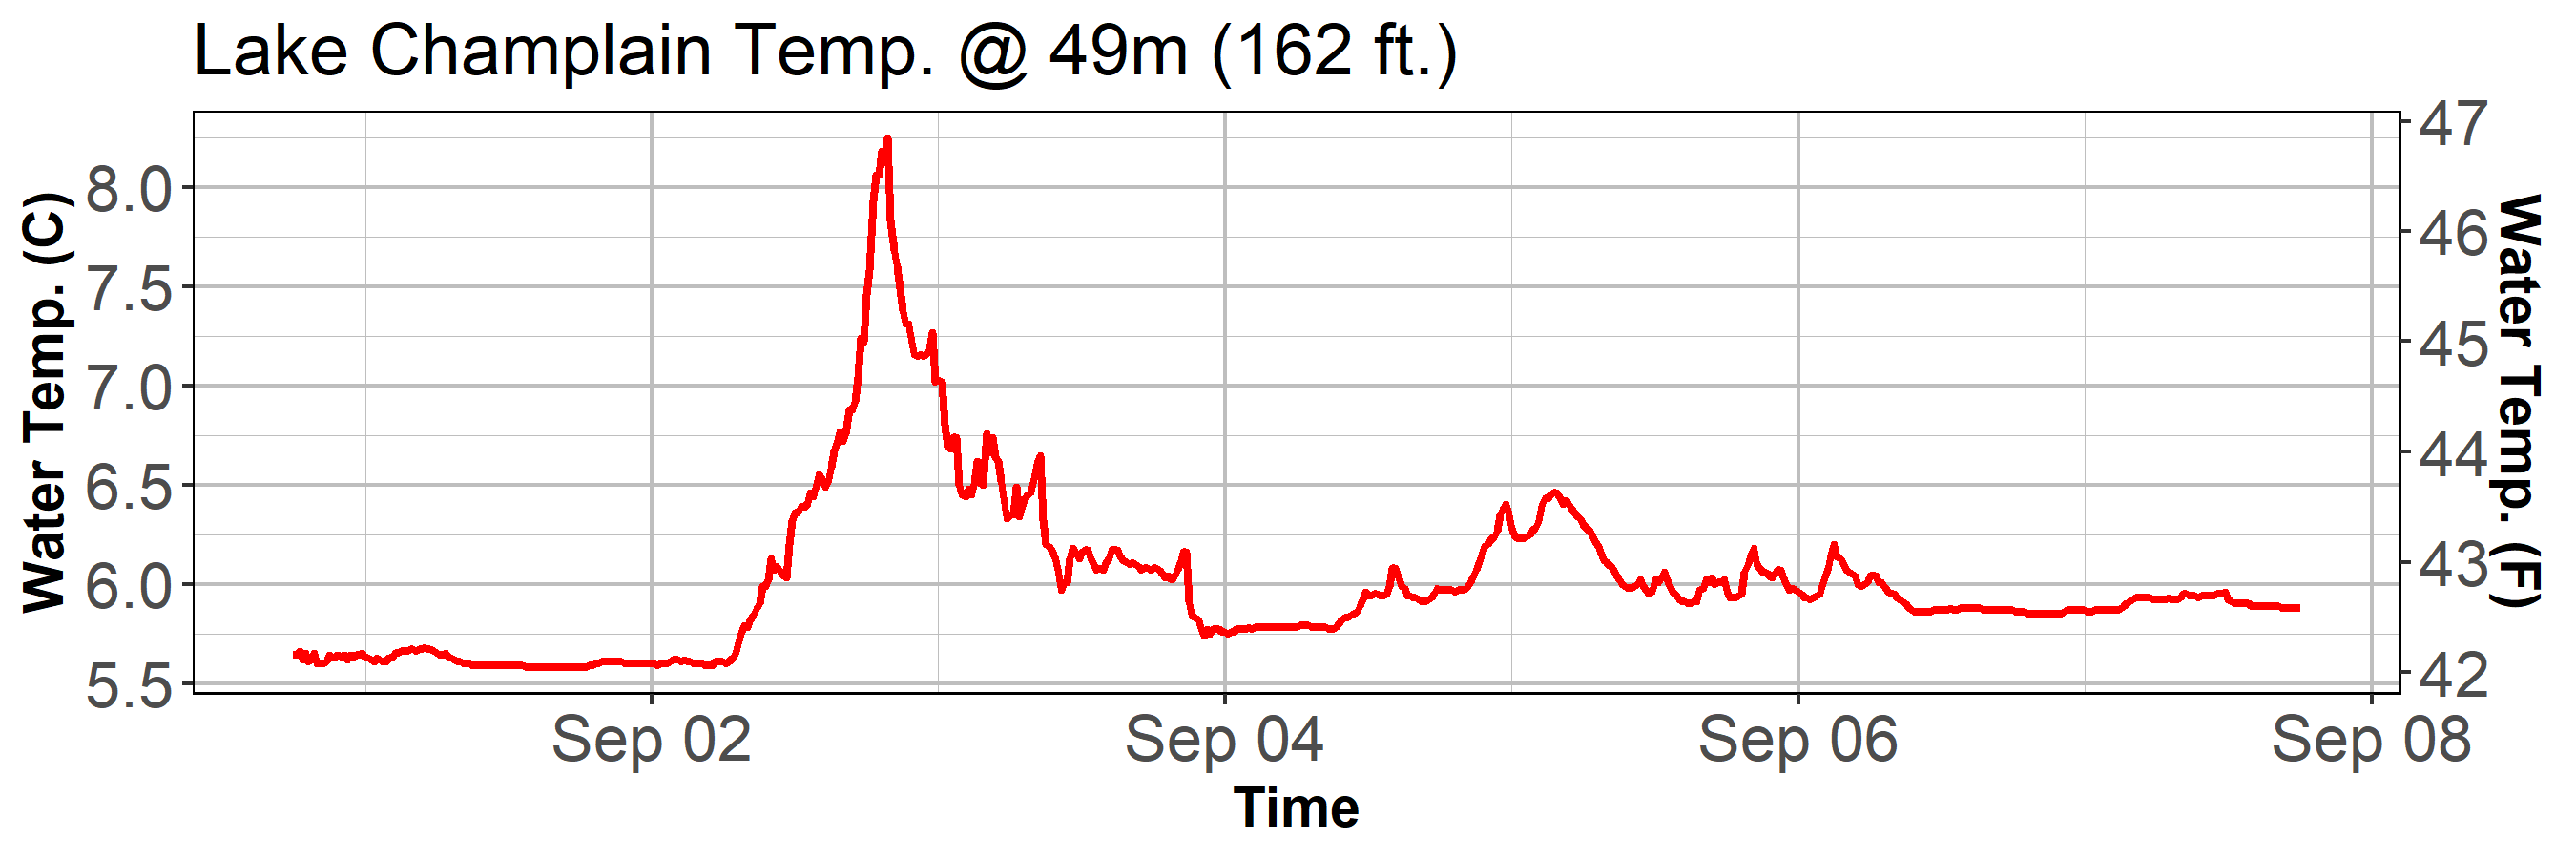 Lake Champlain Temp. @ 49m (162 ft.)
Water Temp. (C)
8.0
7.5
7.0
6.5
6.0
5.5
47
46
45
44
43
42
Water Temp. (F)
Sep 02
Sep 04
Sep 06
Sep 08
Time